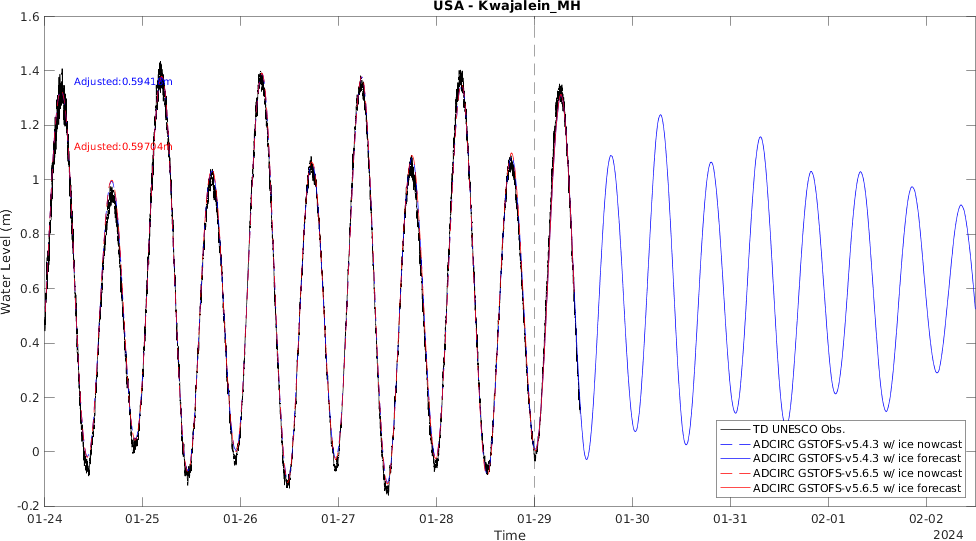 USA - Kwajalein_MH
1.6
1.4
1.2
1
0.8
0.6
0.4
0.2
0
-0.2
Water Level (m)
Adjusted:0.5941 m
Adjusted:0.59704m
TD UNESCO Obs.
ADCIRC GSTOFS-v5.4.3 w/ ice nowcast
ADCIRC GSTOFS-v5.4.3 w/ ice forecast
ADCIRC GSTOFS-v5.6.5 w/ ice nowcast
ADCIRC GSTOFS-v5.6.5 w/ ice forecast
01-24 01-25 01-26 01-27 01-28 01-29 01-30 01-31 02-01 02-02
Time
2024